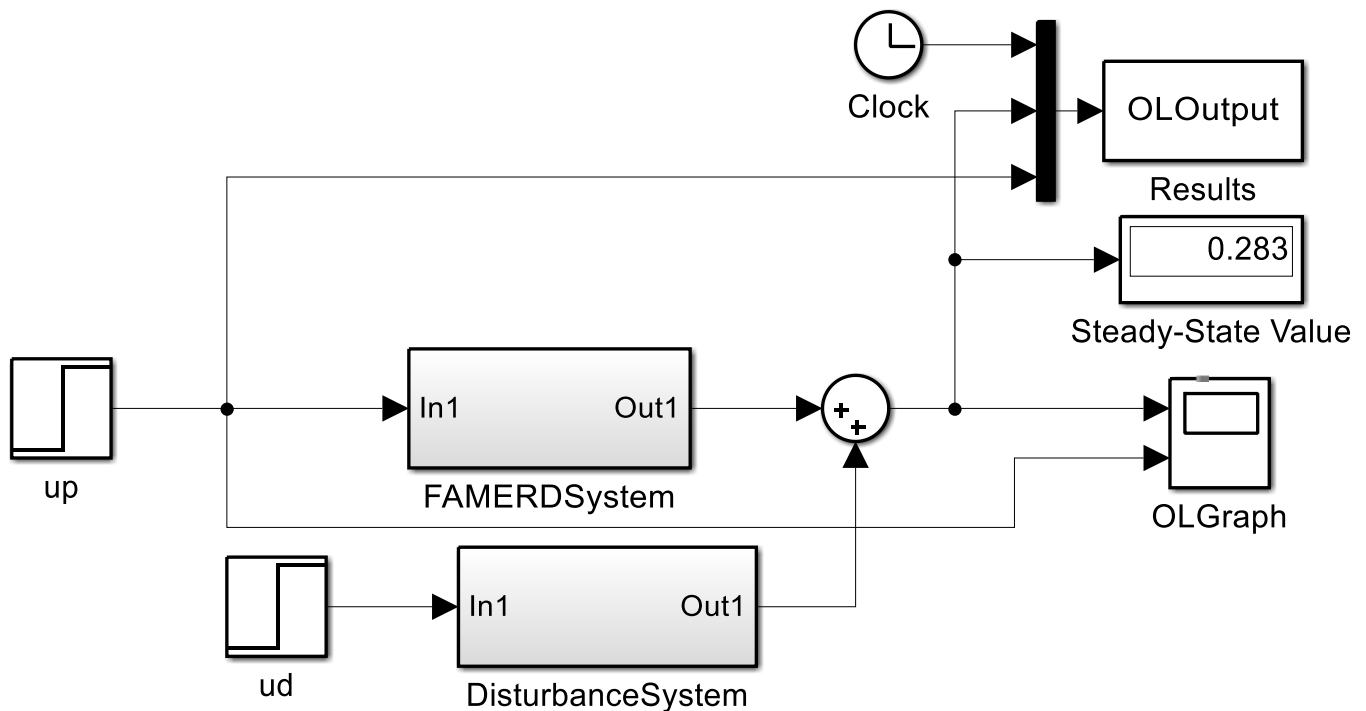 Clock
OLOutput
Results
0.283
Steady-State Value
up
In1
Out1
FAMERDSystem
+
+
OLGraph
ud
In1
Out1
DisturbanceSystem